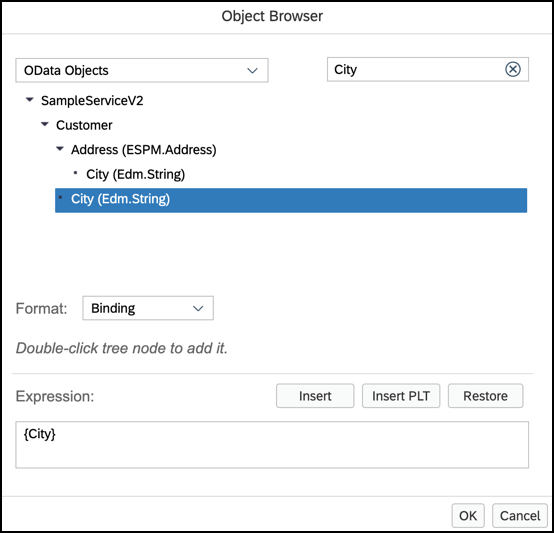 Object Browser
OData Objects
City
SampleServiceV2
Customer
Address (ESPM.Address)
City (Edm.String)
City (Edm.String)
Format: Binding
Double-click tree node to add it.
Expression: Insert Insert PLT Restore
{City}
OK Cancel